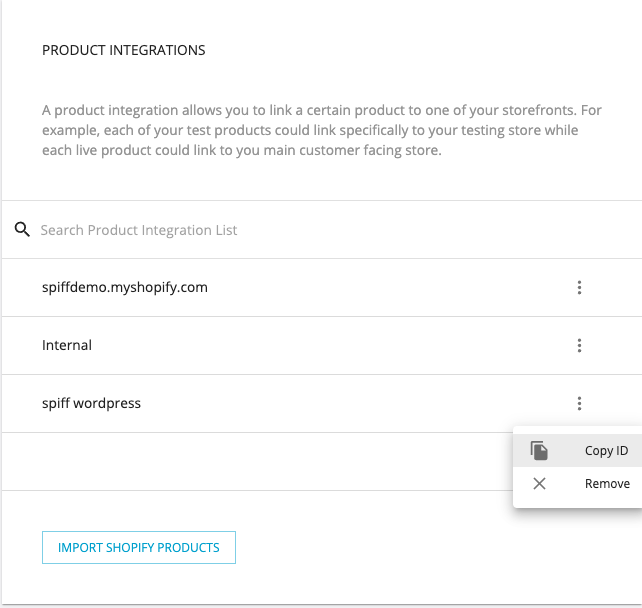 PRODUCT INTEGRATIONS
A product integration allows you to link a certain product to one of your storefronts. For
example, each of your test products could link specifically to your testing store while
each live product could link to you main customer facing store.
Search Product Integration List
spiffdemo.myshopify.com
Internal
spiff wordpress
Copy ID
Remove
IMPORT SHOPIFY PRODUCTS